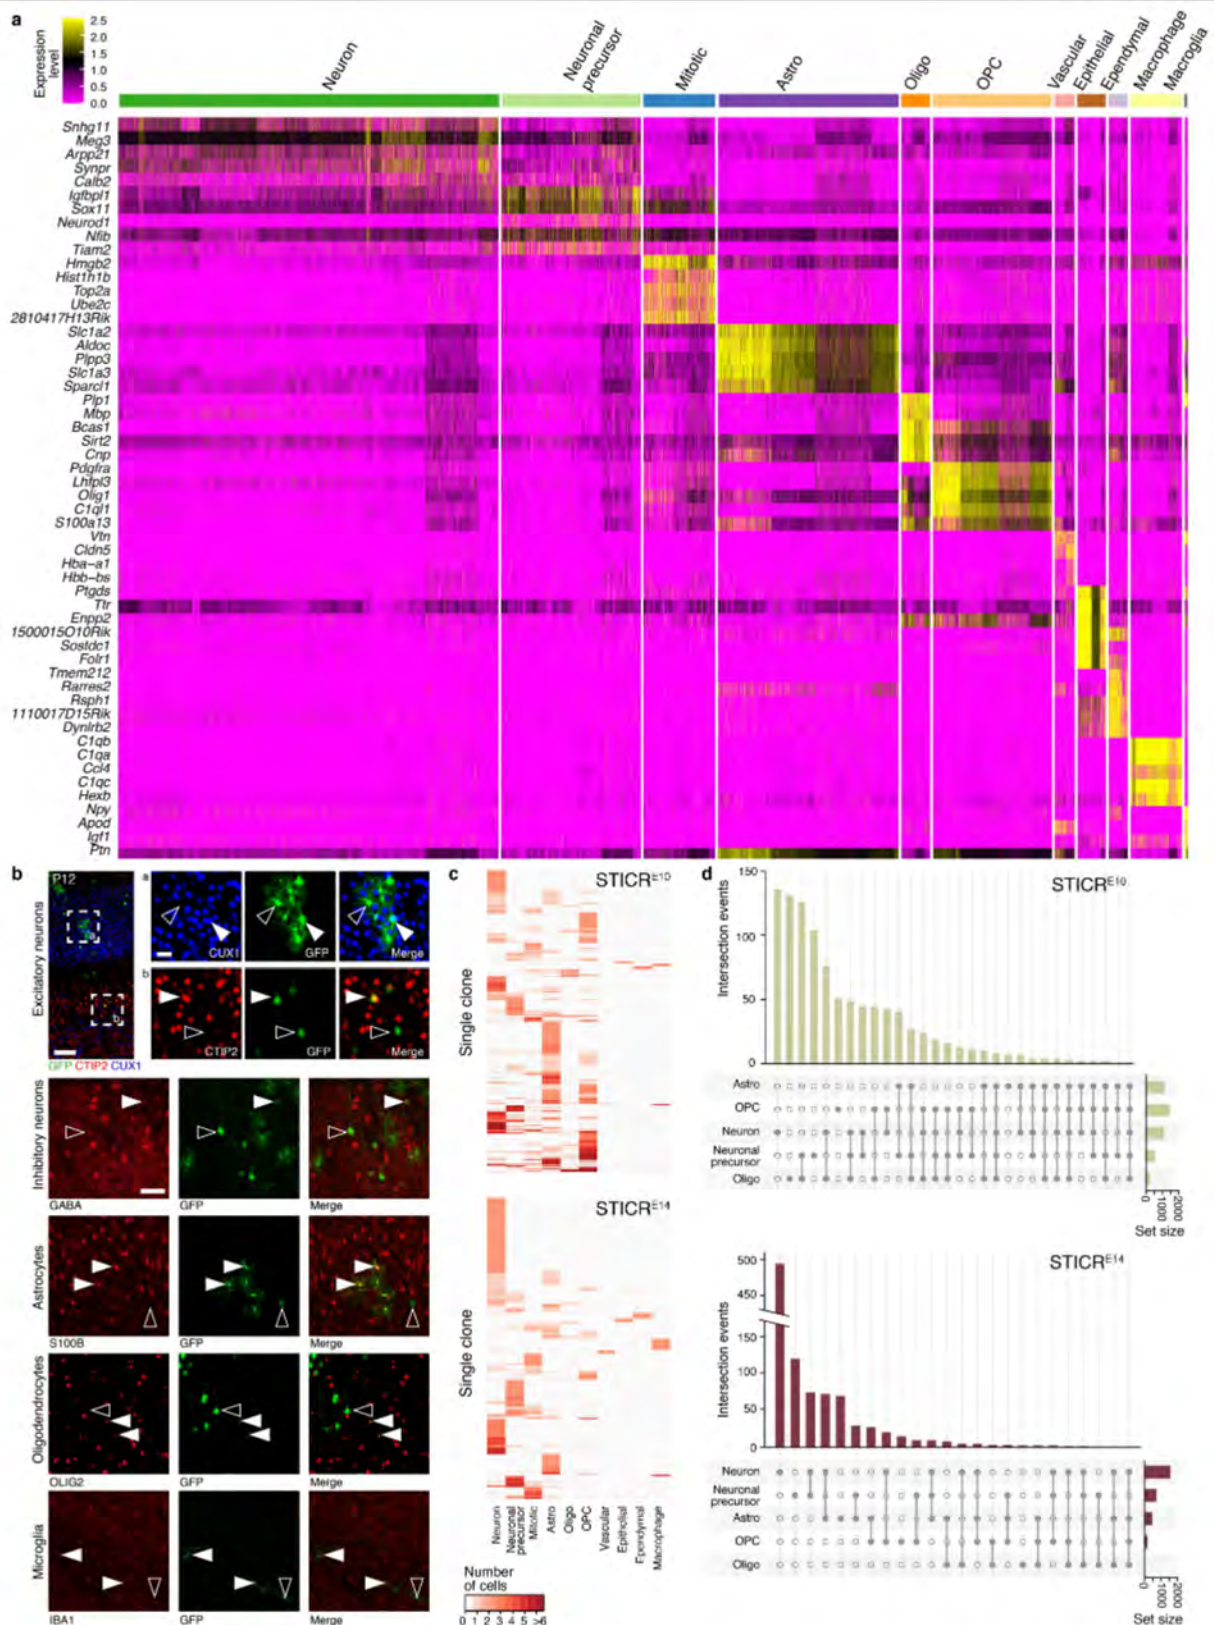 a
Expression level
2.5
2.0
1.5
1.0
0.5
0.0
Neuron
Neuronal precursor
Mitotic
Astro
Oligo
OPC
Vascular
Epithelial
Ependymal
Macrophage
Macroglia
Snhg11
Meg3
Arpp21
Synpr
Calb2
Igfbpl1
Sox11
Neurod1
Nfib
Tiam2
Hmgb2
Hist1h1b
Top2a
Ube2c
2810417H13Rik
Slc1a2
Aldoc
Plpp3
Slc1a3
Sparcl1
Plp1
Mbp
Bcas1
Sirt2
Cnp
Pdgfra
Lhfpl3
Olig1
C1ql1
S100a13
Vtn
Cldn5
Hba-a1
Hbb-bs
Ptgds
Ttr
Enpp2
1500015O10Rik
Sostdc1
Folr1
Tmem212
Rarres2
Rsph1
1110017D15Rik
Dynlrb2
C1qb
C1qa
Ccl4
C1qc
Hexb
Npy
Apod
Igf1
Ptn
b
Excitatory neurons
P12
a
b
GFP CTIP2 CUX1
a
CUX1
GFP
Merge
b
CTIP2
GFP
Merge
Inhibitory neurons
GABA
GFP
Merge
Astrocytes
S100B
GFP
Merge
Oligodendrocytes
OLIG2
GFP
Merge
Microglia
IBA1
GFP
Merge
c
STICR E10
Single clone
STICR E14
Single clone
Neuron
Neuronal precursor
Mitotic
Astro
Oligo
OPC
Vascular
Epithelial
Ependymal
Macrophage
Number of cells
0 1 2 3 4 5 >6
d
STICR E10
Intersection events
150
100
50
0
Astro
OPC
Neuron
Neuronal precursor
Oligo
0
1000
2000
Set size
STICR E14
Intersection events
500
450
150
100
50
0
Neuron
Neuronal precursor
Astro
OPC
Oligo
0
1000
2000
Set size